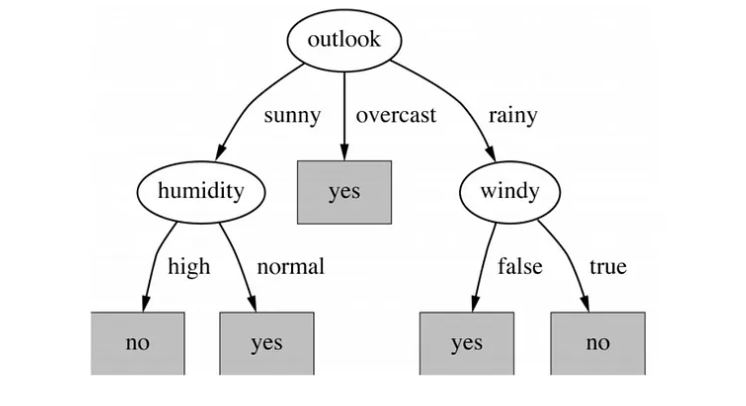 outlook
sunny overcast rainy
humidity yes windy
high normal false true
no yes yes no